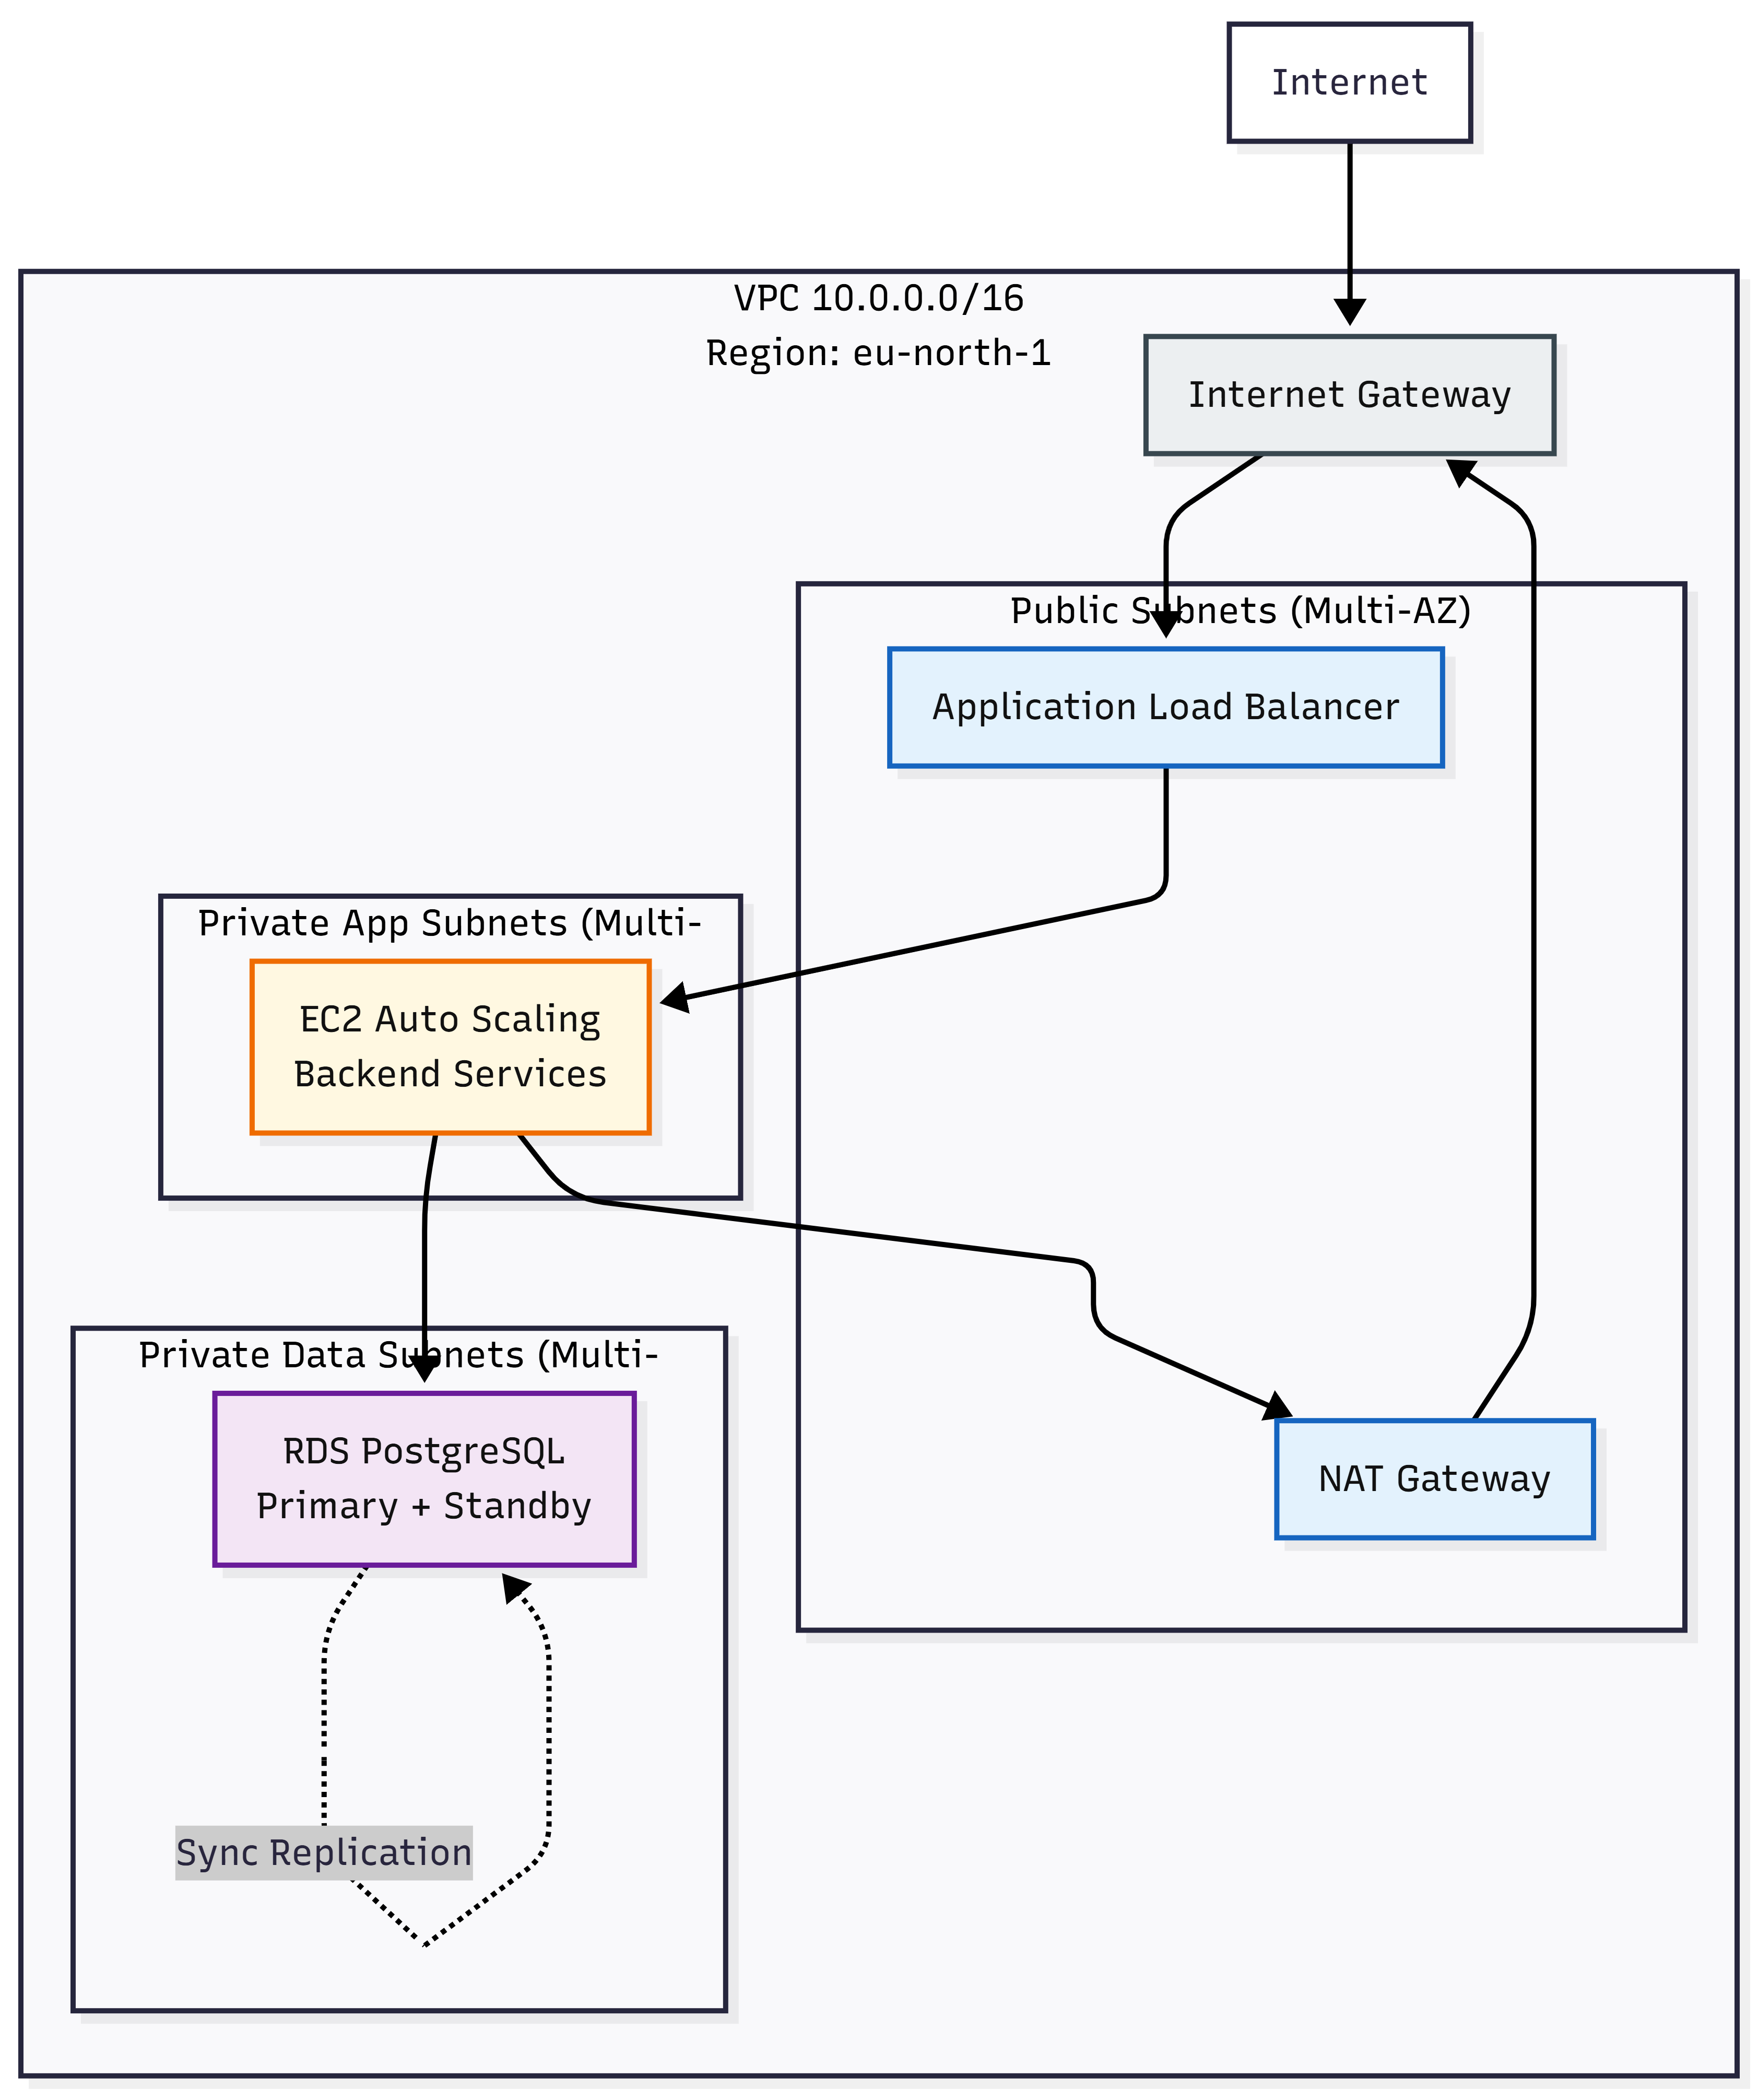 Internet
VPC 10.0.0.0/16
Region: eu-north-1
Internet Gateway
Public Subnets (Multi-AZ)
Application Load Balancer
Private App Subnets (Multi-
EC2 Auto Scaling
Backend Services
Private Data Subnets (Multi-
RDS PostgreSQL
Primary + Standby
NAT Gateway
Sync Replication